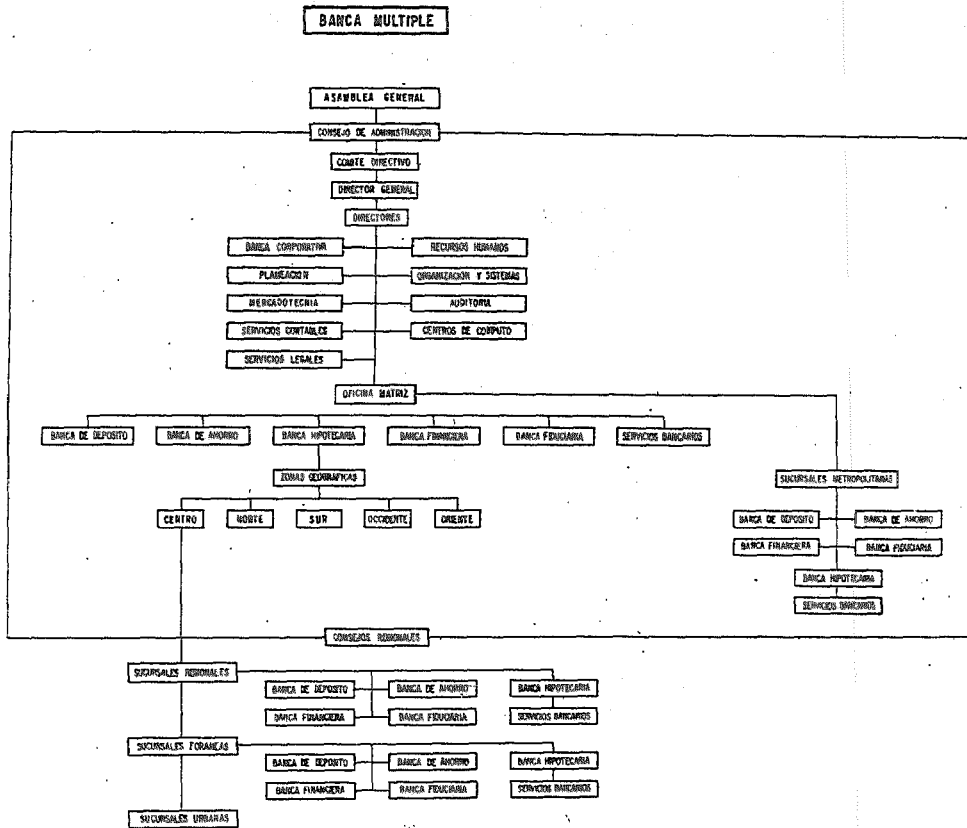 BANCA MULTIPLE
ASAMBLEA GENERAL
CONSEJO DE ADMINISTRACION
COMITE DIRECTIVO
DIRECTOR GENERAL
DIRECTORES
BANCA CORPORATIVA
RECURSOS HUMANOS
PLANEACION
ORGANIZACION Y SISTEMAS
MERCADOTECNIA
AUDITORIA
SERVICIOS CONTABLES
CENTROS DE COMPUTO
SERVICIOS LEGALES
OFICINA MATRIZ
BANCA DE DEPOSITO
BANCA DE AHORRO
BANCA HIPOTECARIA
BANCA FINANCIERA
BANCA FIDUCIARIA
SERVICIOS BANCARIOS
ZONAS GEOGRAFICAS
SUCURSALES METROPOLITANAS
CENTRO
NORTE
SUR
OCCIDENTE
ORIENTE
BANCA DE DEPOSITO
BANCA DE AHORRO
BANCA FINANCIERA
BANCA FIDUCIARIA
BANCA HIPOTECARIA
SERVICIOS BANCARIOS
CONSEJOS REGIONALES
SUCURSALES REGIONALES
BANCA DE DEPOSITO
BANCA DE AHORRO
BANCA HIPOTECARIA
BANCA FINANCIERA
BANCA FIDUCIARIA
SERVICIOS BANCARIOS
SUCURSALES FORANEAS
BANCA DE DEPOSITO
BANCA DE AHORRO
BANCA HIPOTECARIA
BANCA FINANCIERA
BANCA FIDUCIARIA
SERVICIOS BANCARIOS
SUCURSALES URBANAS